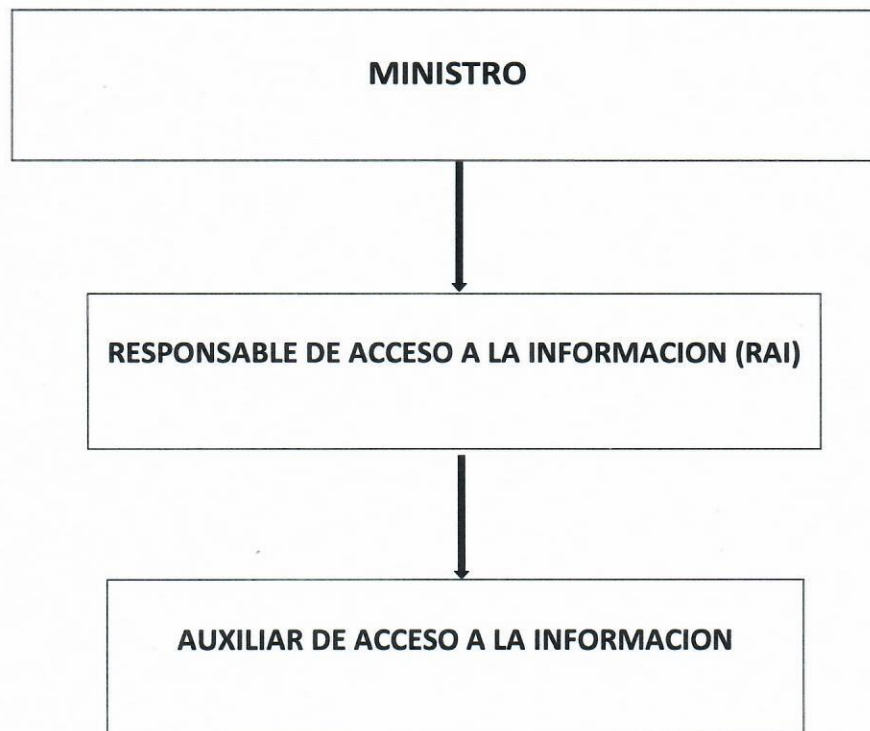 MINISTRO
RESPONSABLE DE ACCESO A LA INFORMACION (RAI)
AUXILIAR DE ACCESO A LA INFORMACION